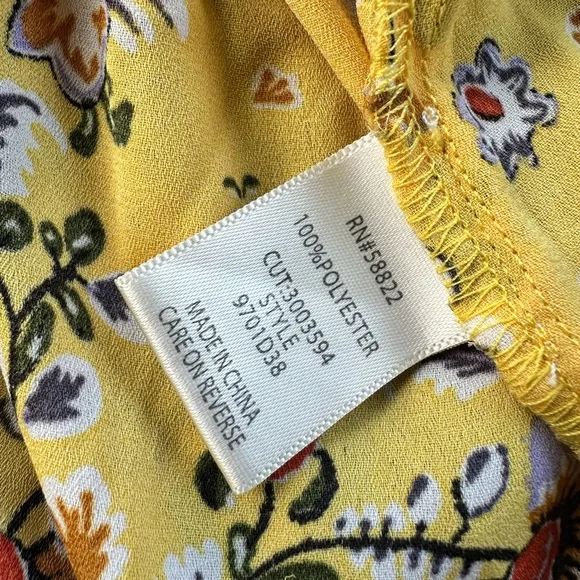 RN#58822
100%POLYESTER
CUT:3003594
STYLE
9701D38
MADE IN CHINA
CARE ON REVERSE